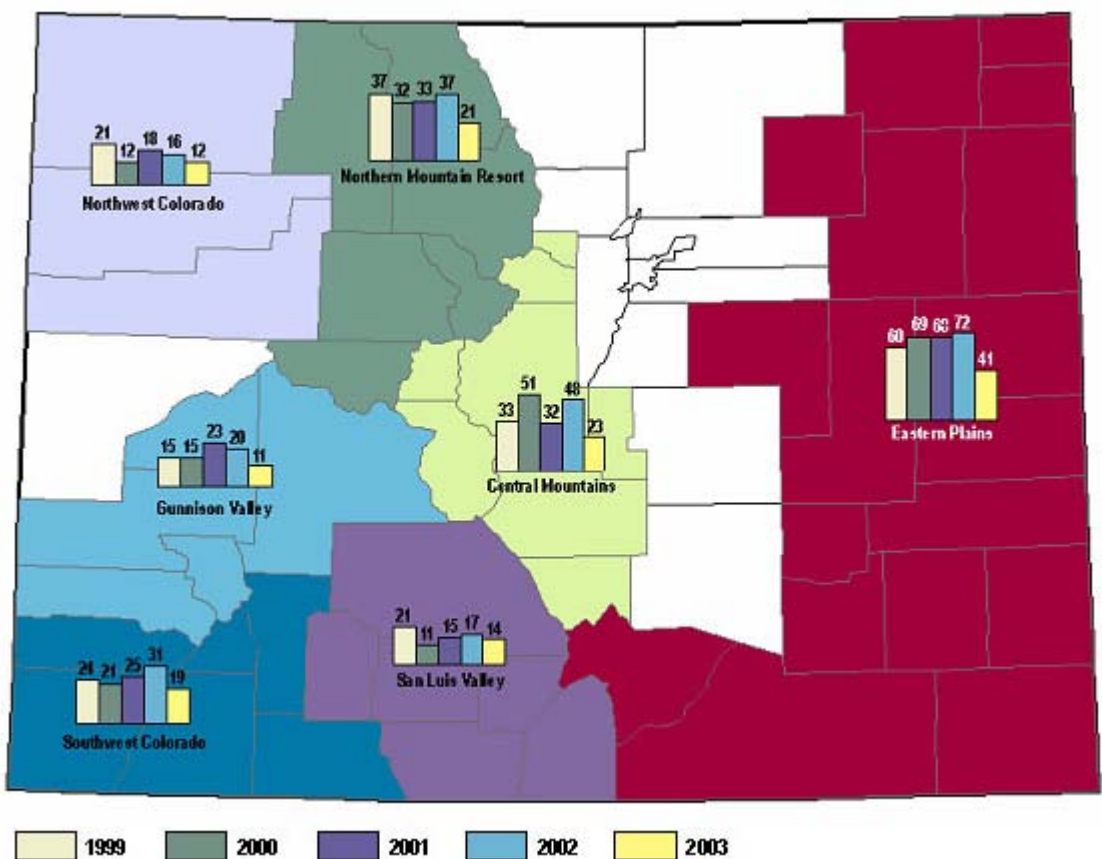 37 32 33 37 21
Northern Mountain Resort
21 12 18 16 12
Northwest Colorado
60 69 68 72 41
Eastern Plains
33 51 32 48 23
Central Mountains
15 15 23 20 11
Gunnison Valley
21 11 15 17 14
San Luis Valley
24 21 25 31 19
Southwest Colorado
1999 2000 2001 2002 2003